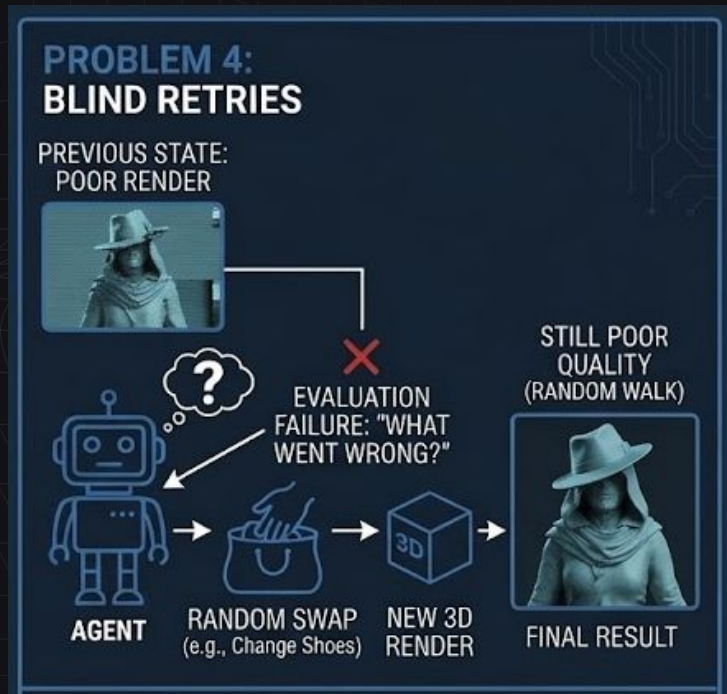 PROBLEM 4:
BLIND RETRIES
PREVIOUS STATE:
POOR RENDER
?
EVALUATION
FAILURE: "WHAT
WENT WRONG?"
STILL POOR
QUALITY
(RANDOM WALK)
AGENT
RANDOM SWAP
(e.g., Change Shoes)
3D
NEW 3D
RENDER
FINAL RESULT